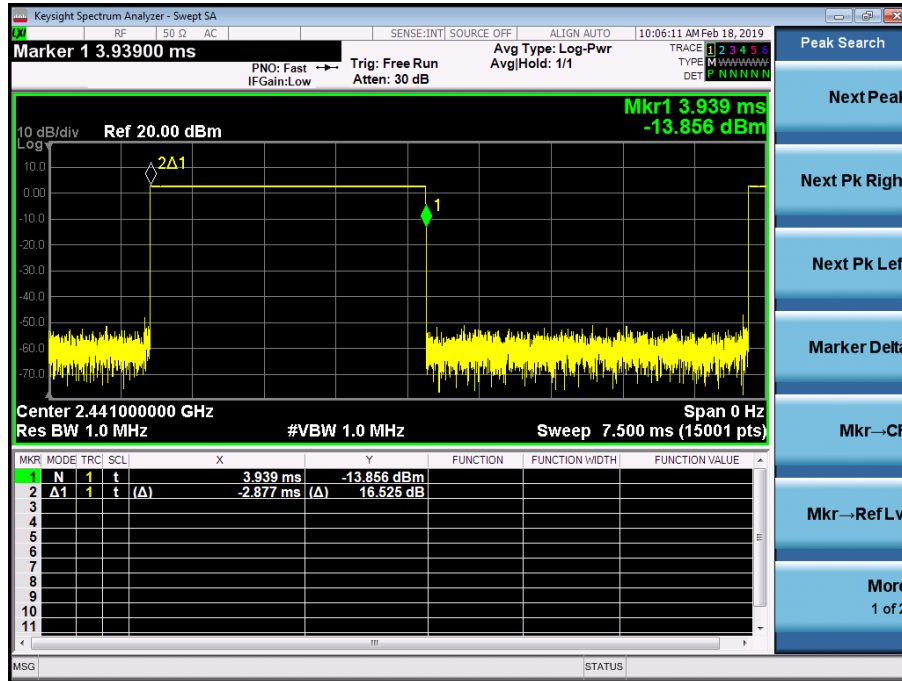 Keysight Spectrum Analyzer - Swept SA
LXI RF 50 Ω AC SENSE:INT SOURCE OFF ALIGN AUTO 10:06:11 AM Feb 18, 2019
Marker 1 3.93900 ms
PNO: Fast
IFGain:Low
Trig: Free Run
Atten: 30 dB
Avg Type: Log-Pwr
Avg|Hold: 1/1
TRACE 1 2 3 4 5 6
TYPE M WWWWW
DET P N N N N N
Mkr1 3.939 ms
-13.856 dBm
10 dB/div Ref 20.00 dBm
Log
10.0
0.00
-10.0
-20.0
-30.0
-40.0
-50.0
-60.0
-70.0
2Δ1
1
Center 2.441000000 GHz Span 0 Hz
Res BW 1.0 MHz #VBW 1.0 MHz Sweep 7.500 ms (15001 pts)
MKR MODE TRC SCL X Y FUNCTION FUNCTION WIDTH FUNCTION VALUE
1 N 1 t 3.939 ms -13.856 dBm
2 Δ1 1 t (Δ) -2.877 ms (Δ) 16.525 dB
3
4
5
6
7
8
9
10
11
MSG STATUS
Peak Search
Next Peak
Next Pk Righ
Next Pk Lef
Marker Delta
Mkr→CF
Mkr→Ref Lv
More
1 of 2